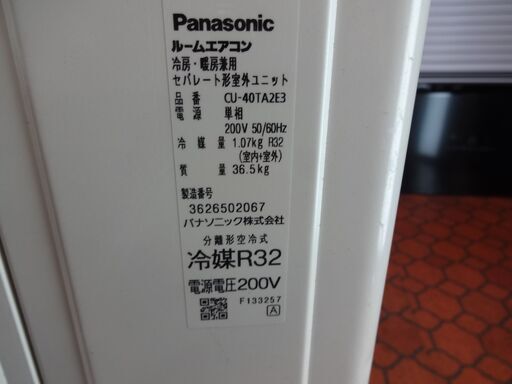 Panasonic
ルームエアコン
冷房・暖房兼用
セパレート形室外ユニット
品番 CU-40TA2E3
電源 単相
200V 50/60Hz
冷媒量 1.07kg R32
(室内+室外)
質量 36.5kg
製造番号
3626502067
パナソニック株式会社
分離形空冷式
冷媒R32
電源電圧200V
F133257
A